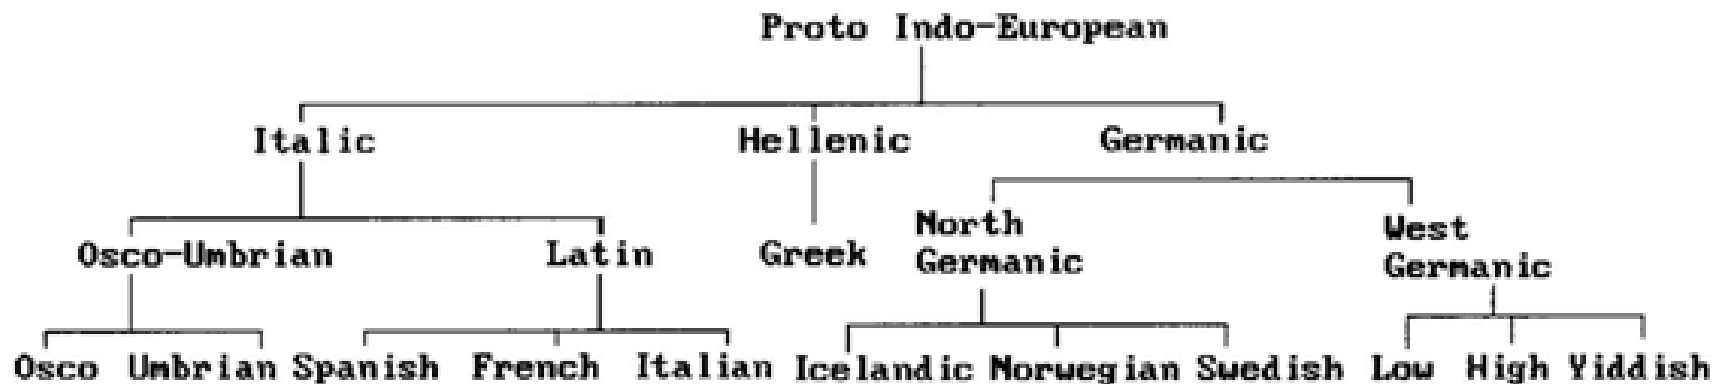 Proto Indo-European
Italic Hellenic Germanic
Osco-Umbrian Latin Greek North Germanic West Germanic
Osco Umbrian Spanish French Italian Icelandic Norwegian Swedish Low High Yiddish